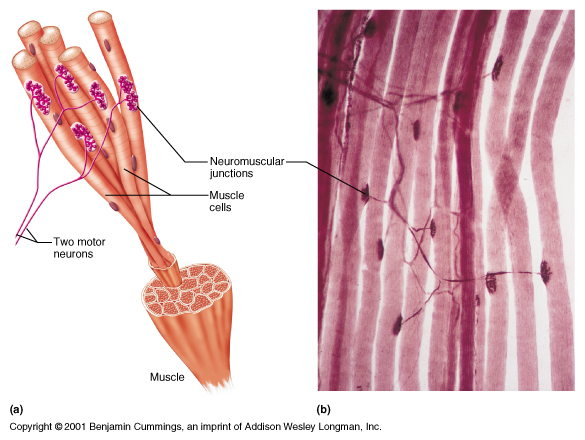 Neuromuscular
junctions
Muscle
cells
Two motor
neurons
Muscle
(a)
(b)
Copyright © 2001 Benjamin Cummings, an imprint of Addison Wesley Longman, Inc.